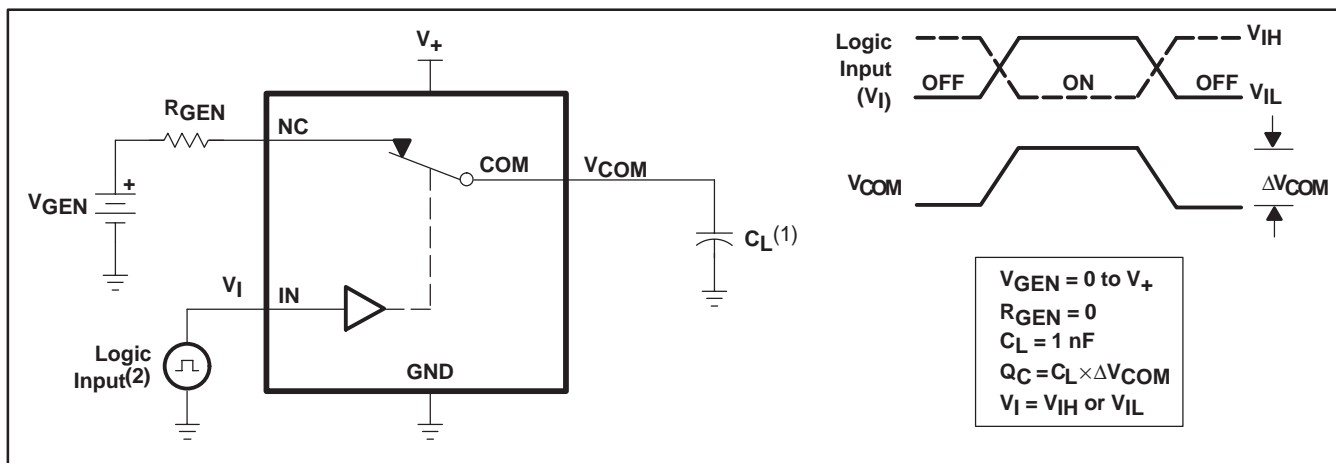 V+
RGEN
NC
COM
VCOM
VGEN
+
CL(1)
VI
IN
Logic
Input(2)
GND
Logic
Input
(VI)
VIH
OFF
ON
OFF
VIL
VCOM
ΔVCOM
VGEN = 0 to V+
RGEN = 0
CL = 1 nF
QC = CL × ΔVCOM
VI = VIH or VIL